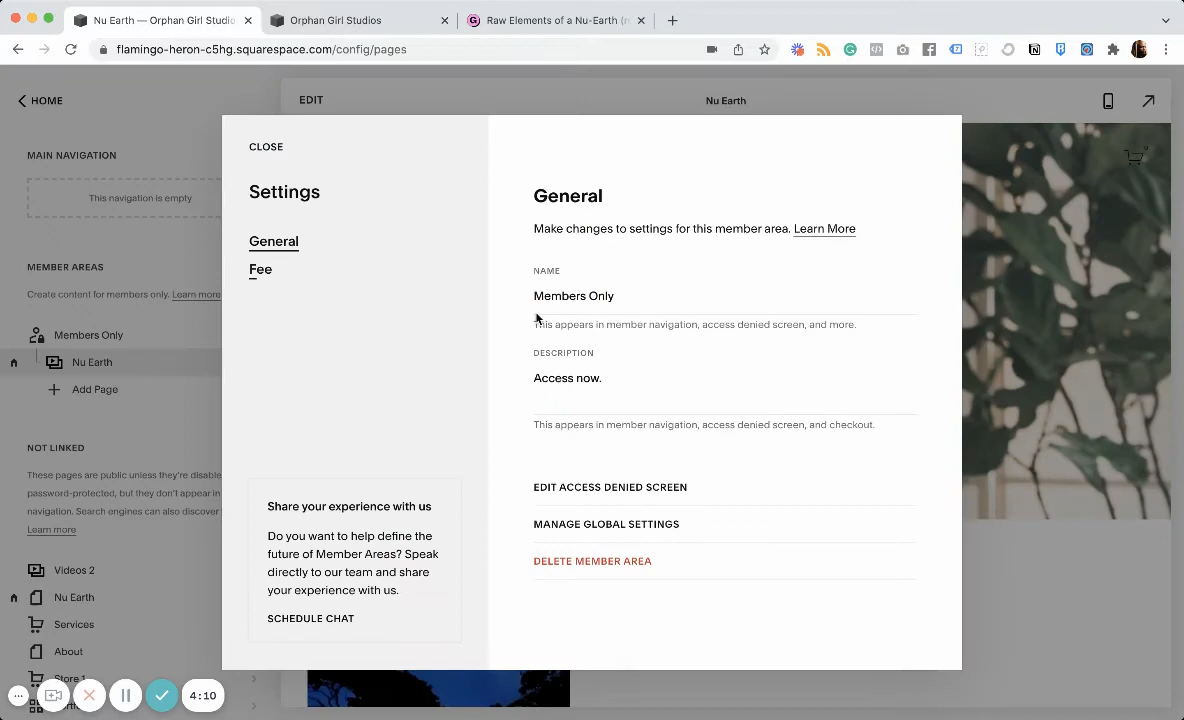 Nu Earth — Orphan Girl Studio
Orphan Girl Studios
Raw Elements of a Nu-Earth (n
flamingo-heron-c5hg.squarespace.com/config/pages
HOME
EDIT
Nu Earth
MAIN NAVIGATION
This navigation is empty
MEMBER AREAS
Create content for members only. Learn more
Members Only
Nu Earth
Add Page
NOT LINKED
These pages are public unless they're disable
password-protected, but they don't appear in
navigation. Search engines can also discover
Learn more
Videos 2
Nu Earth
Services
About
Store 1
CLOSE
Settings
General
Fee
Share your experience with us
Do you want to help define the
future of Member Areas? Speak
directly to our team and share
your experience with us.
SCHEDULE CHAT
General
Make changes to settings for this member area. Learn More
NAME
Members Only
This appears in member navigation, access denied screen, and more.
DESCRIPTION
Access now.
This appears in member navigation, access denied screen, and checkout.
EDIT ACCESS DENIED SCREEN
MANAGE GLOBAL SETTINGS
DELETE MEMBER AREA
4:10